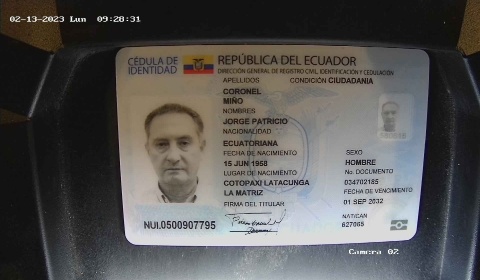 02-13-2023 Lun 09:28:31
CÉDULA DE IDENTIDAD
REPÚBLICA DEL ECUADOR
DIRECCIÓN GENERAL DE REGISTRO CIVIL, IDENTIFICACIÓN Y CEDULACIÓN
APELLIDOS CONDICIÓN CIUDADANÍA
CORONEL
MIÑO
NOMBRES
JORGE PATRICIO
NACIONALIDAD
ECUATORIANA
FECHA DE NACIMIENTO
15 JUN 1958
LUGAR DE NACIMIENTO
COTOPAXI LATACUNGA
LA MATRIZ
FIRMA DEL TITULAR
SEXO
HOMBRE
No. DOCUMENTO
034702185
FECHA DE VENCIMIENTO
01 SEP 2032
NAT/CAN
627065
NUI.0500907795
Camera 02